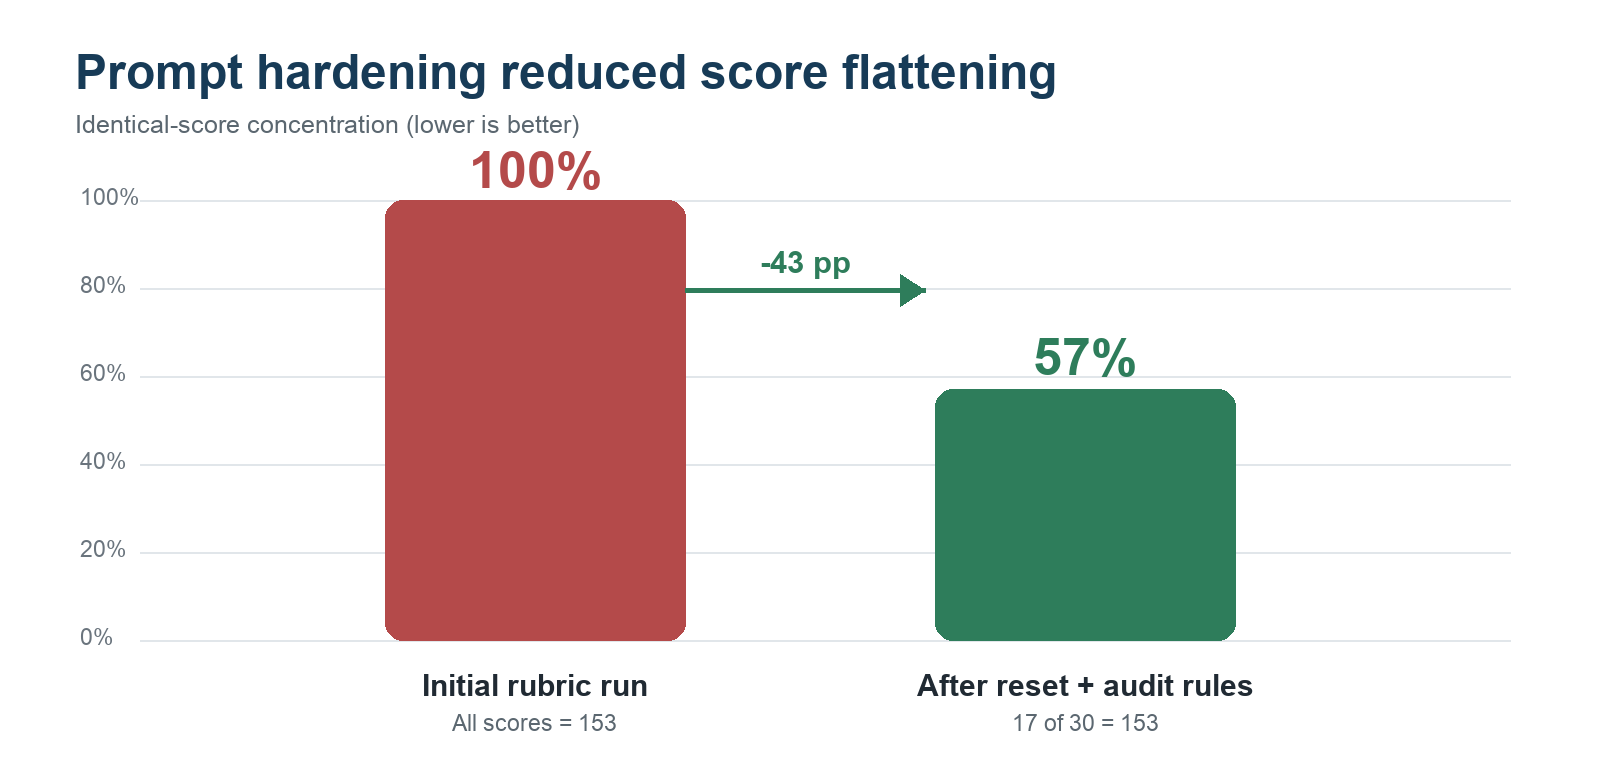 Prompt hardening reduced score flattening
Identical-score concentration (lower is better)
100%
100%
80%
-43 pp
60%
57%
40%
20%
0%
Initial rubric run
After reset + audit rules
All scores = 153
17 of 30 = 153